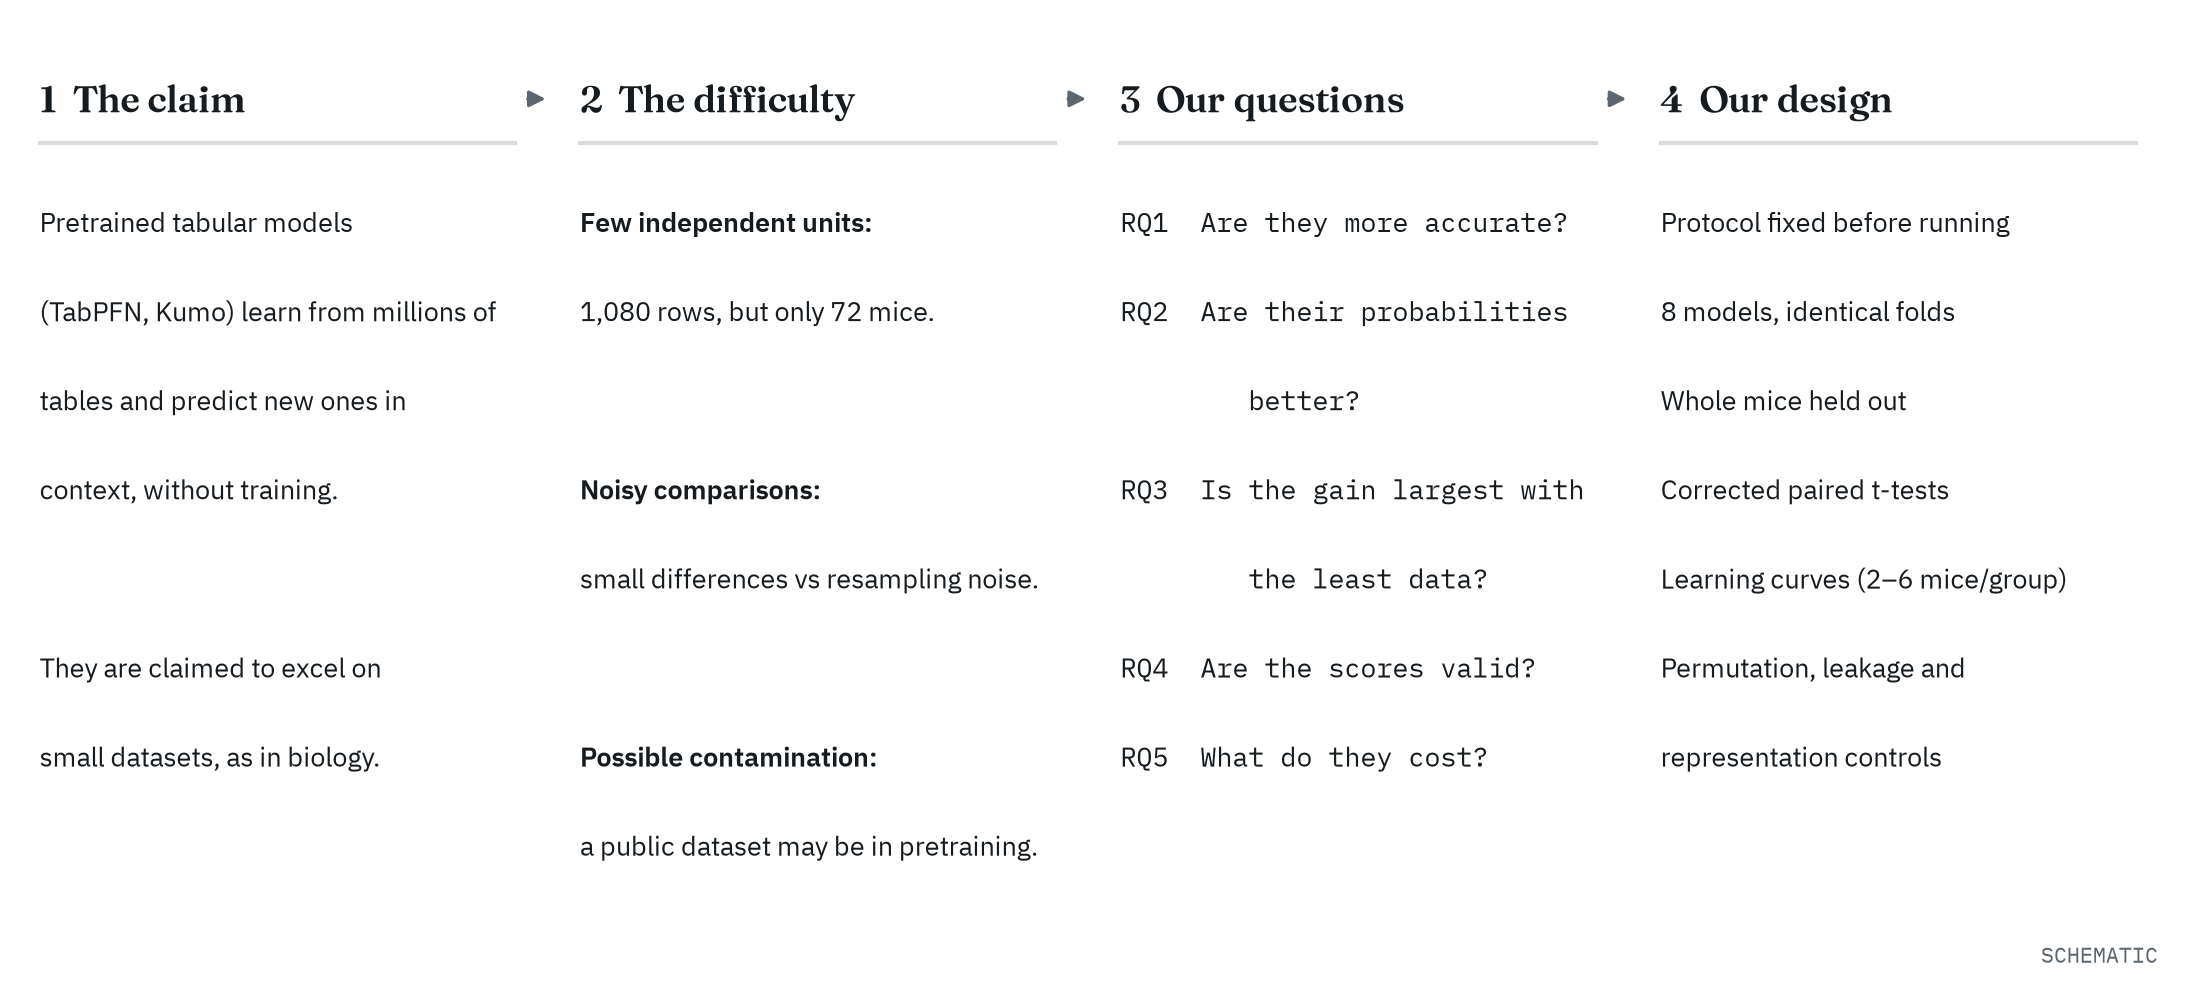 1 The claim
Pretrained tabular models
(TabPFN, Kumo) learn from millions of
tables and predict new ones in
context, without training.
They are claimed to excel on
small datasets, as in biology.
2 The difficulty
Few independent units:
1,080 rows, but only 72 mice.
Noisy comparisons:
small differences vs resampling noise.
Possible contamination:
a public dataset may be in pretraining.
3 Our questions
RQ1 Are they more accurate?
RQ2 Are their probabilities
better?
RQ3 Is the gain largest with
the least data?
RQ4 Are the scores valid?
RQ5 What do they cost?
4 Our design
Protocol fixed before running
8 models, identical folds
Whole mice held out
Corrected paired t-tests
Learning curves (2–6 mice/group)
Permutation, leakage and
representation controls
SCHEMATIC